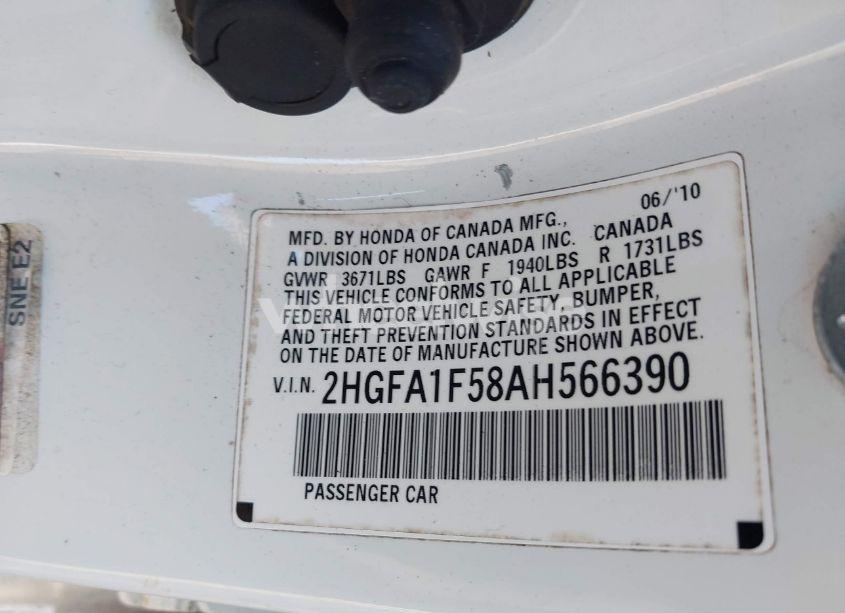 06/'10
MFD. BY HONDA OF CANADA MFG.,
A DIVISION OF HONDA CANADA INC. CANADA
GVWR 3671LBS GAWR F 1940LBS R 1731LBS
THIS VEHICLE CONFORMS TO ALL APPLICABLE
FEDERAL MOTOR VEHICLE SAFETY, BUMPER,
AND THEFT PREVENTION STANDARDS IN EFFECT
ON THE DATE OF MANUFACTURE SHOWN ABOVE.
V.I.N. 2HGFA1F58AH566390
PASSENGER CAR
SNE E2